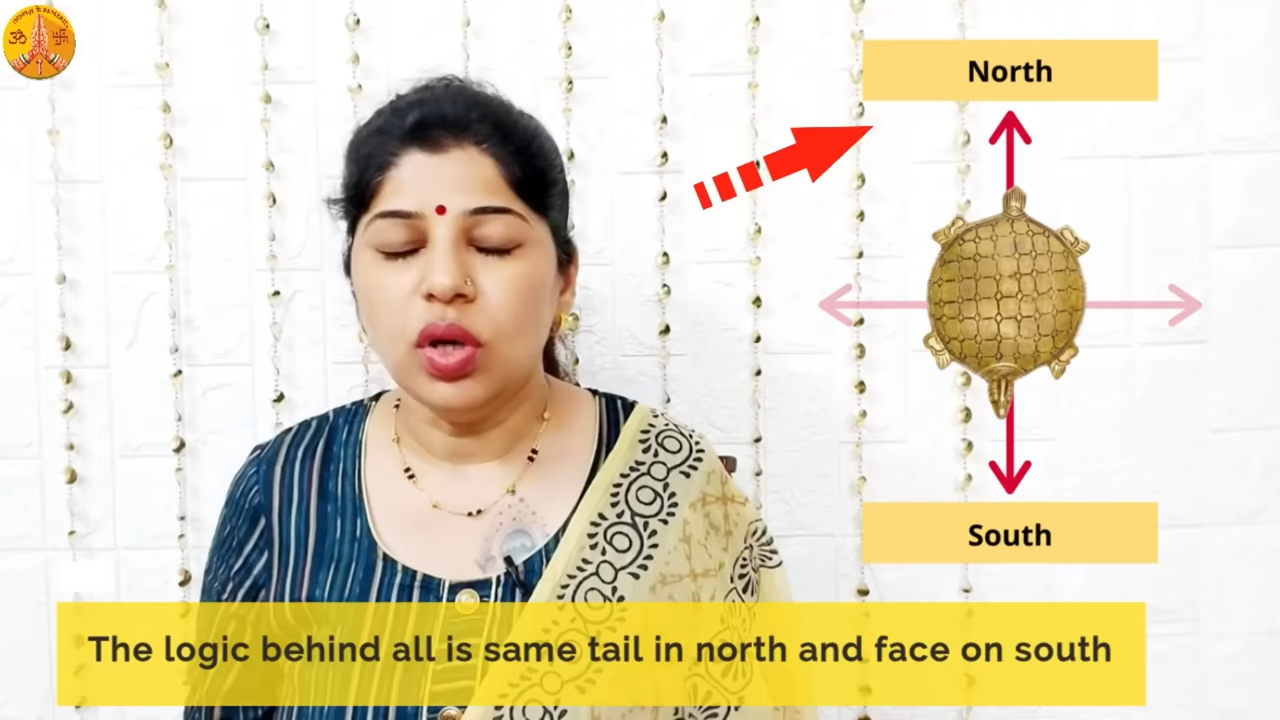 ॐ
North
South
The logic behind all is same tail in north and face on south